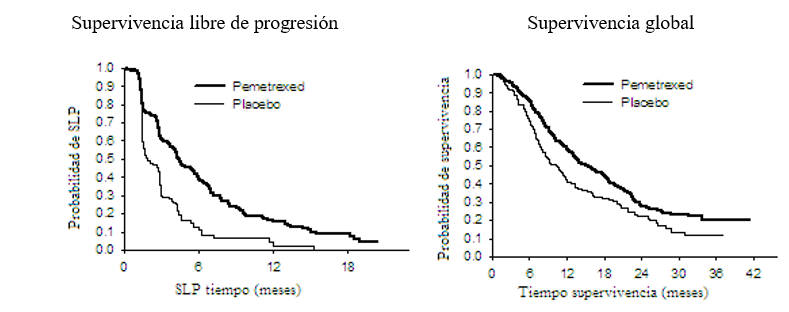 Supervivencia libre de progresión
Supervivencia global
1.0
0.9
0.8
0.7
0.6
0.5
0.4
0.3
0.2
0.1
0.0
Probabilidad de SLP
Pemetrexed
Placebo
0 6 12 18
SLP tiempo (meses)
1.0
0.9
0.8
0.7
0.6
0.5
0.4
0.3
0.2
0.1
0.0
Probabilidad de supervivencia
Pemetrexed
Placebo
0 6 12 18 24 30 36 42
Tiempo supervivencia (meses)